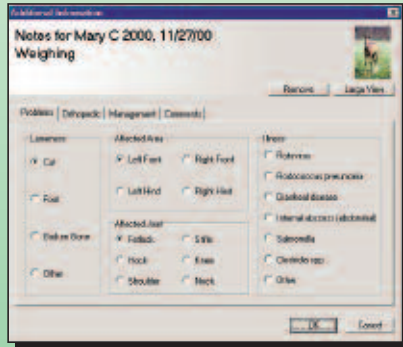 Additional Information
Notes for Mary C 2000, 11/27/00
Weighing
Remove Large View
Problems Orthopedic Management Comments
Lameness Affected Area Illness
Cut Left Front Right Front Rotavirus
Foot Left Hind Right Hind Rodococcus pneumonia
Diarrheal disease
Broken Bone Affected Joint Internal abscess (abdominal)
Fetlock Stifle Salmonella
Hock Knee Clostridia spp
Other Shoulder Neck Other
OK Cancel